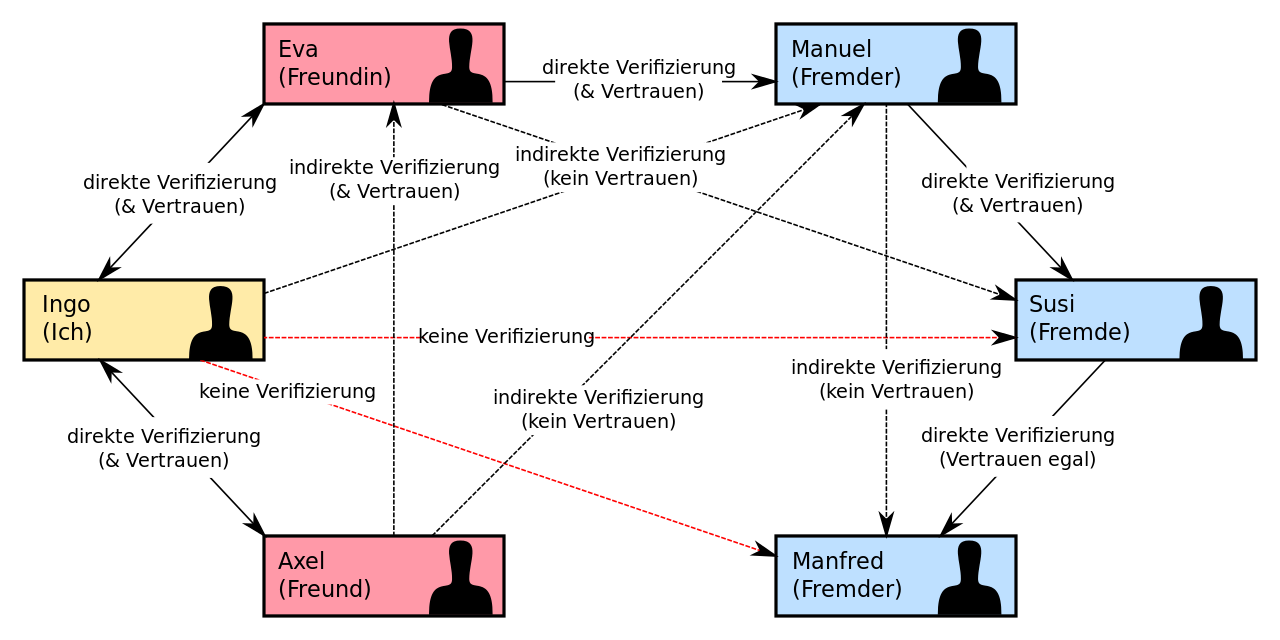 Eva
(Freundin)
Manuel
(Fremder)
direkte Verifizierung
(& Vertrauen)
indirekte Verifizierung
(kein Vertrauen)
indirekte Verifizierung
(& Vertrauen)
direkte Verifizierung
(& Vertrauen)
direkte Verifizierung
(& Vertrauen)
Ingo
(Ich)
Susi
(Fremde)
keine Verifizierung
keine Verifizierung
indirekte Verifizierung
(kein Vertrauen)
indirekte Verifizierung
(kein Vertrauen)
direkte Verifizierung
(& Vertrauen)
direkte Verifizierung
(Vertrauen egal)
Axel
(Freund)
Manfred
(Fremder)